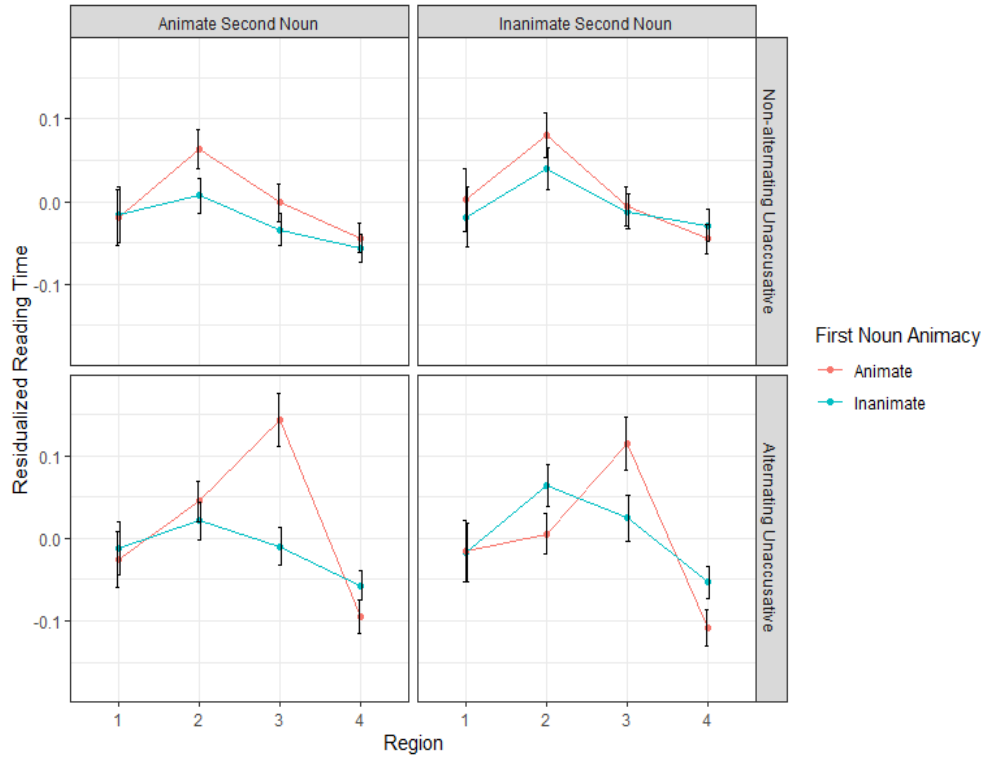 Animate Second Noun
Inanimate Second Noun
Non-alternating Unaccusative
Alternating Unaccusative
Residualized Reading Time
0.1
0.0
-0.1
0.1
0.0
-0.1
1 2 3 4
1 2 3 4
Region
First Noun Animacy
Animate
Inanimate